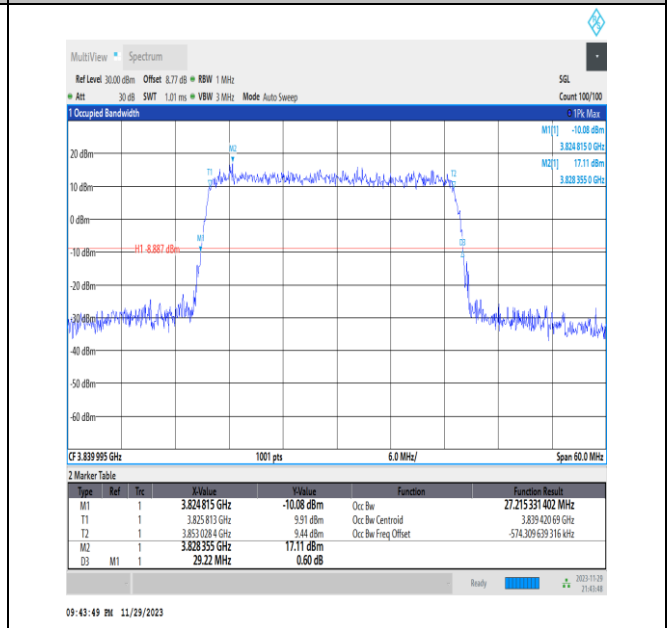 MultiView Spectrum
Ref Level 30.00 dBm Offset 8.77 dB RBW 1 MHz SGL
Att 30 dB SWT 1.01 ms VBW 3 MHz Mode Auto Sweep Count 100/100
1 Occupied Bandwidth 1Pk Max
M1[1] -10.08 dBm
3.824 815 0 GHz
M2[1] 17.11 dBm
3.828 355 0 GHz
20 dBm
M2
T1
T2
10 dBm
0 dBm
M1
D3
H1 -8.887 dBm
-10 dBm
-20 dBm
-30 dBm
-40 dBm
-50 dBm
-60 dBm
CF 3.839 995 GHz 1001 pts 6.0 MHz/ Span 60.0 MHz
2 Marker Table
Type Ref Trc X-Value Y-Value Function Function Result
M1 1 3.824 815 GHz -10.08 dBm Occ Bw 27.215 331 402 MHz
T1 1 3.825 813 GHz 9.91 dBm Occ Bw Centroid 3.839 420 69 GHz
T2 1 3.853 028 4 GHz 9.44 dBm Occ Bw Freq Offset -574.309 639 316 kHz
M2 1 3.828 355 GHz 17.11 dBm
D3 M1 1 29.22 MHz 0.60 dB
Ready 2023-11-29
21:43:48
09:43:49 PM 11/29/2023